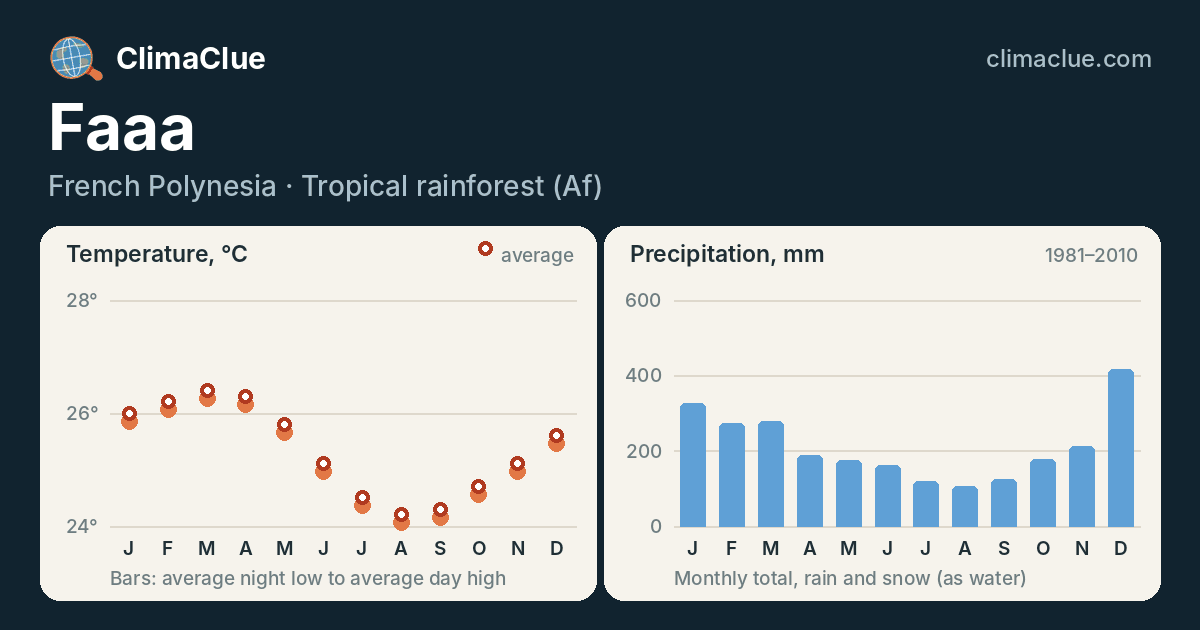 ClimaClue
climaclue.com
Faaa
French Polynesia · Tropical rainforest (Af)
Temperature, °C
average
28°
26°
24°
J F M A M J J A S O N D
Bars: average night low to average day high
Precipitation, mm
1981–2010
600
400
200
0
J F M A M J J A S O N D
Monthly total, rain and snow (as water)